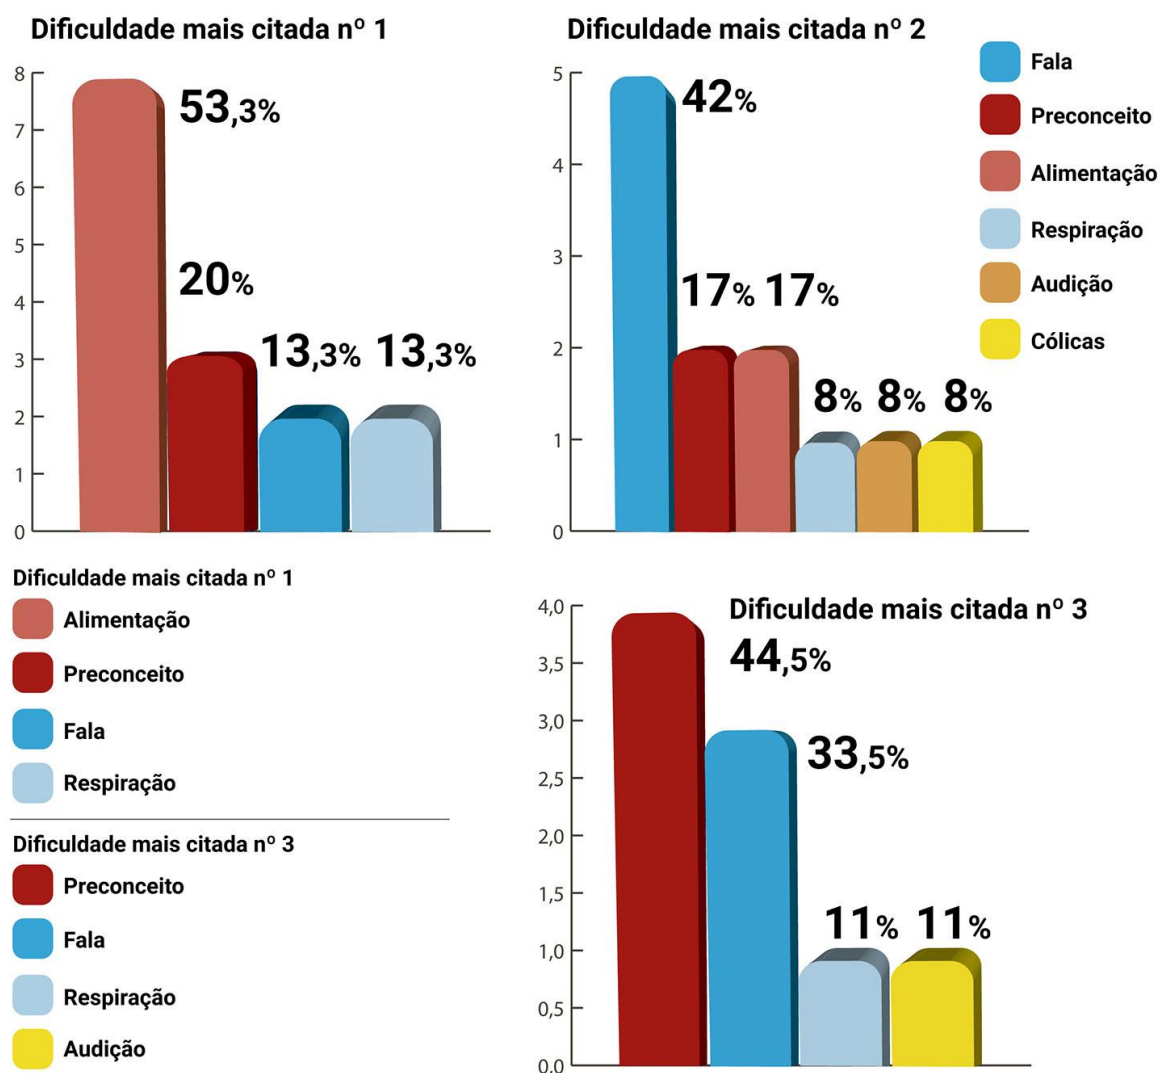 Dificuldade mais citada nº 1
8
7
6
5
4
3
2
1
0
53,3%
20%
13,3% 13,3%
Dificuldade mais citada nº 2
5
4
3
2
1
0
42%
17% 17%
8% 8% 8%
Fala
Preconceito
Alimentação
Respiração
Audição
Cólicas
Dificuldade mais citada nº 1
Alimentação
Preconceito
Fala
Respiração
Dificuldade mais citada nº 3
Preconceito
Fala
Respiração
Audição
Dificuldade mais citada nº 3
4,0
3,5
3,0
2,5
2,0
1,5
1,0
0,5
0,0
44,5%
33,5%
11% 11%